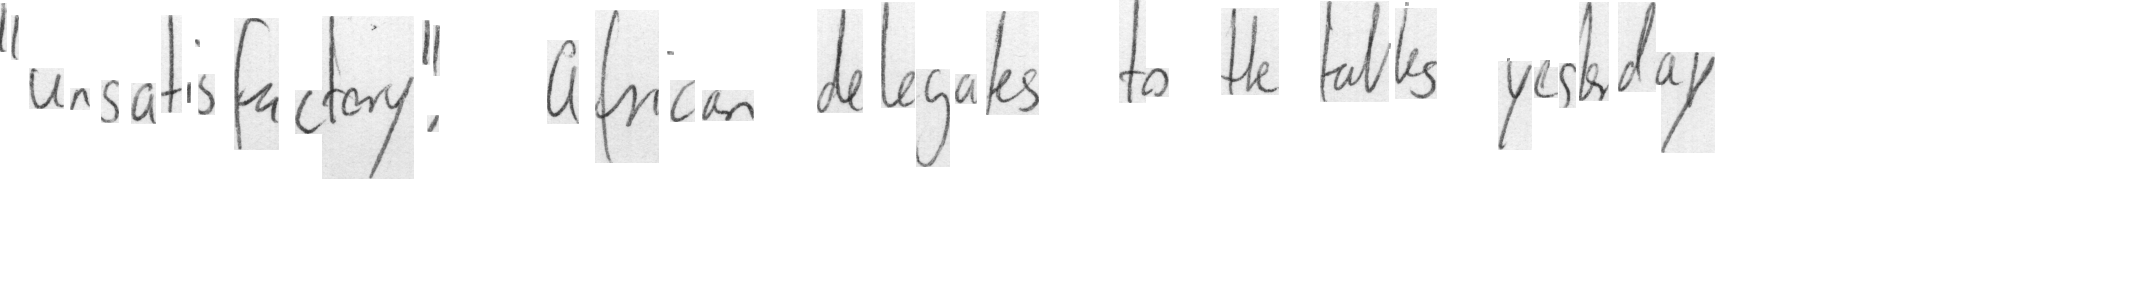 "unsatisfactory". African delegates to the talks yesterday